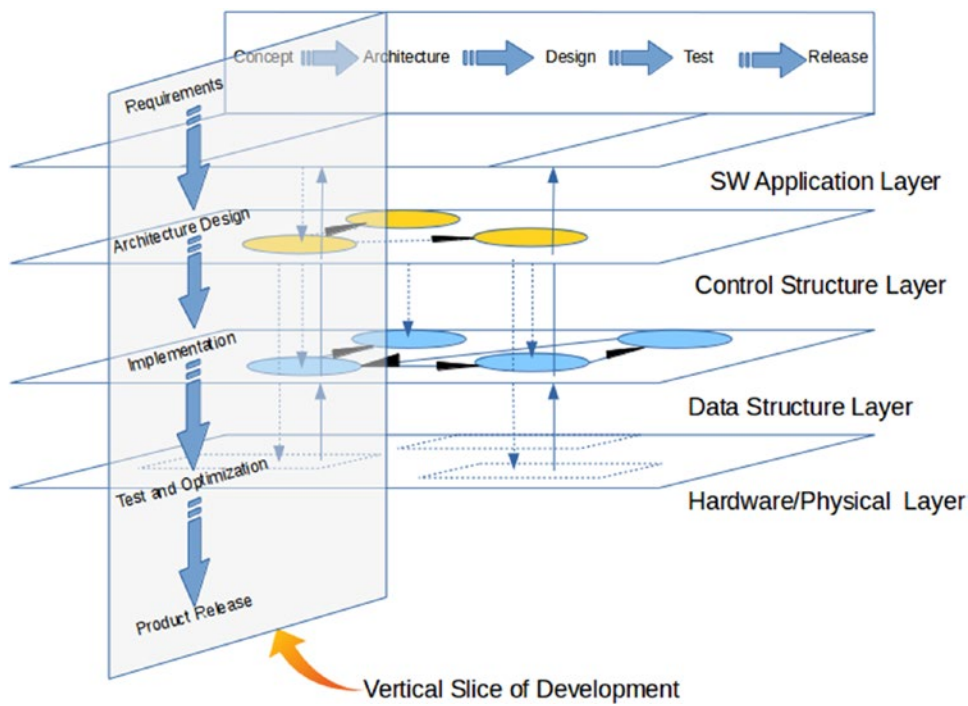 Concept Architecture Design Test Release
Requirements
SW Application Layer
Architecture Design
Control Structure Layer
Implementation
Data Structure Layer
Test and Optimization
Hardware/Physical Layer
Product Release
Vertical Slice of Development